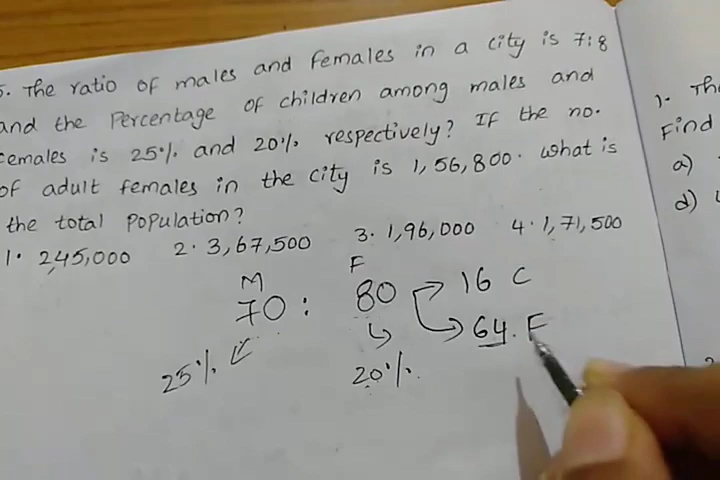 5. The ratio of males and females in a city is 7:8
and the Percentage of children among males and
females is 25% and 20% respectively? If the no.
of adult females in the city is 1,56,800. what is
the total Population?
1. 245,000 2. 3,67,500 3. 1,96,000 4. 1,71,500
M F
70 : 80 16 C
64. F
25% 20%.
1. Th
Find
a)
d)